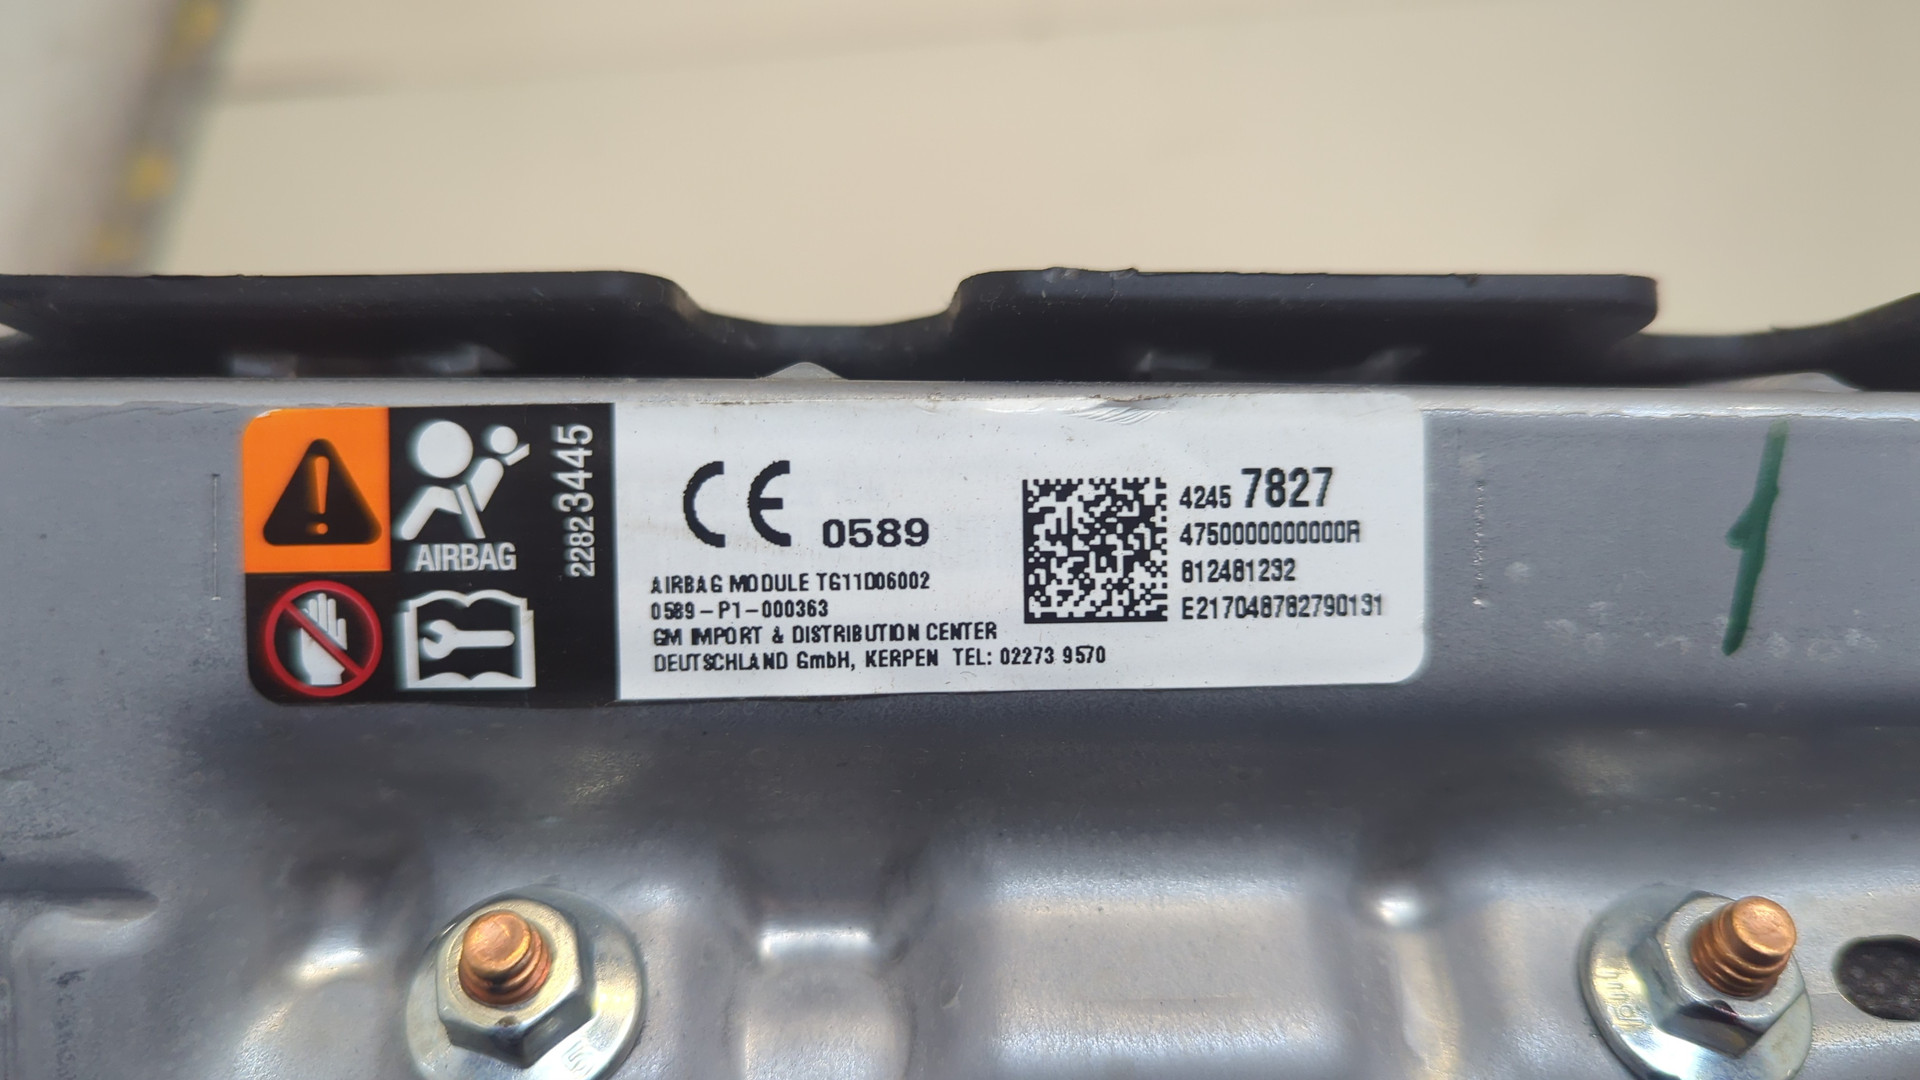 AIRBAG
22823445
CE 0589
AIRBAG MODULE TG11D06002
0589-P1-000363
GM IMPORT & DISTRIBUTION CENTER
DEUTSCHLAND GmbH, KERPEN TEL: 02273 9570
4245 7827
4750000000000R
812481232
E217048782790131
1